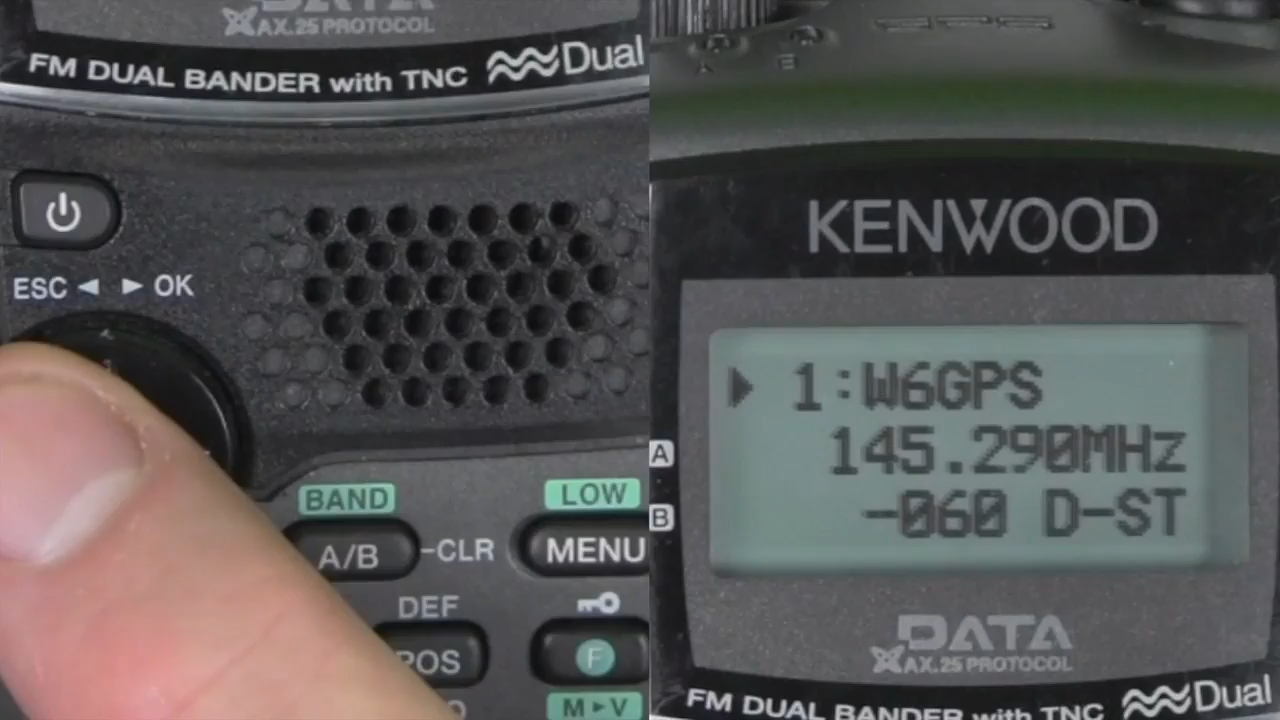 DATA
AX.25 PROTOCOL
FM DUAL BANDER with TNC Dual
ESC ◄ ► OK
BAND
LOW
A/B
-CLR
MENU
DEF
POS
F
M►V
KENWOOD
► 1:W6GPS
A
145.290MHz
B
-060 D-ST
DATA
AX.25 PROTOCOL
FM DUAL BANDER with TNC Dual